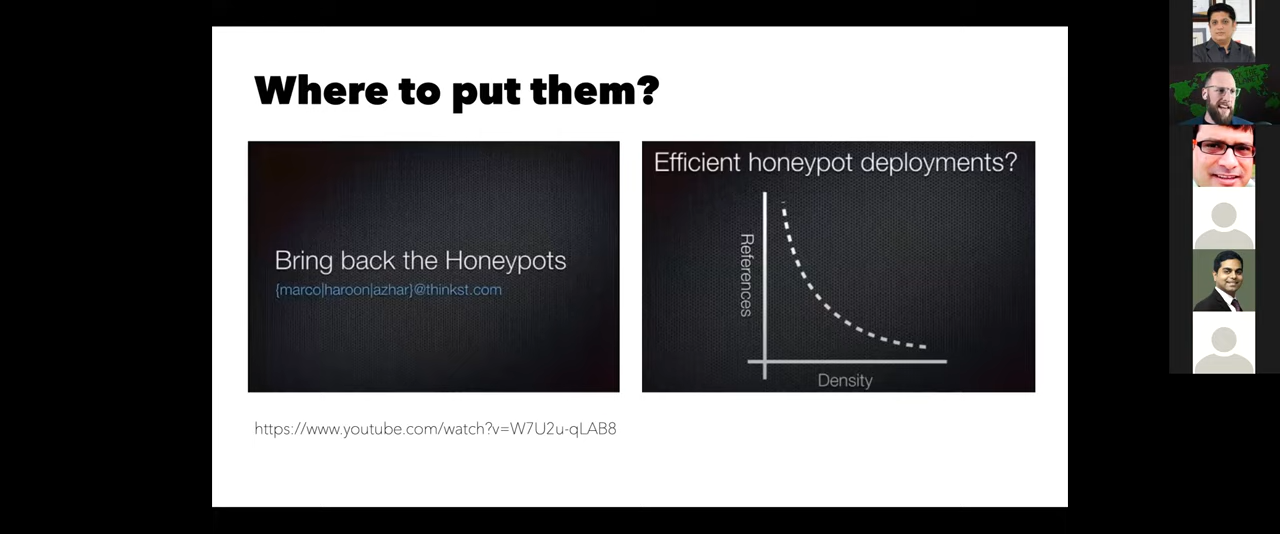 Where to put them?
Bring back the Honeypots
{marco|haroon|azhar}@thinkst.com
Efficient honeypot deployments?
References
Density
https://www.youtube.com/watch?v=W7U2u-qLAB8